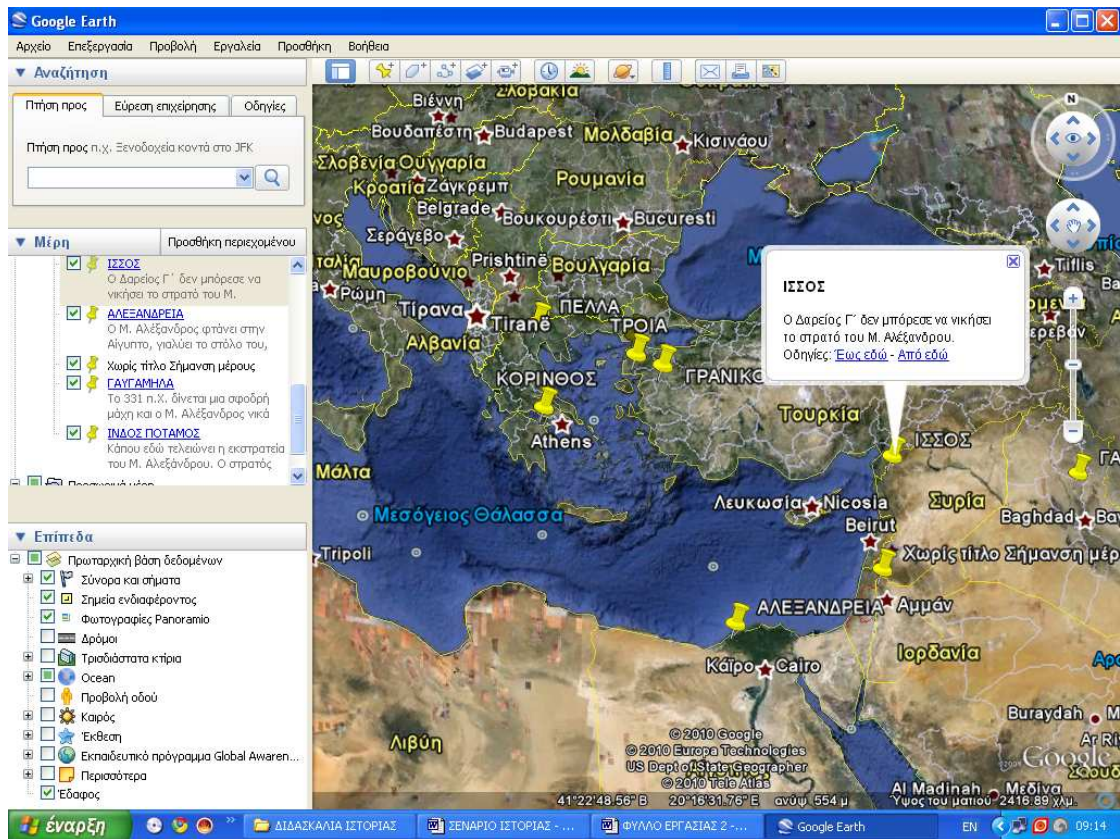 Google Earth
Αρχείο Επεξεργασία Προβολή Εργαλεία Προσθήκη Βοήθεια
Αναζήτηση
Πτήση προς Εύρεση επιχείρησης Οδηγίες
Πτήση προς π.χ. Ξενοδοχεία κοντά στο JFK
Μέρη Προσθήκη περιεχομένου
ΙΣΣΟΣ
Ο Δαρείος Γ΄ δεν μπόρεσε να
νικήσει το στρατό του Μ.
ΑΛΕΞΑΝΔΡΕΙΑ
Ο Μ. Αλέξανδρος φτάνει στην
Αίγυπτο, γιαλύει το στόλο του,
Χωρίς τίτλο Σήμανση μέρους
ΓΑΥΓΑΜΗΛΑ
Το 331 π.Χ. δίνεται μια σφοδρή
μάχη και ο Μ. Αλέξανδρος νικά
ΙΝΔΟΣ ΠΟΤΑΜΟΣ
Κάπου εδώ τελειώνει η εκστρατεία
του Μ. Αλεξάνδρου. Ο στρατός
Προσωρινά μέρη
Επίπεδα
Πρωταρχική βάση δεδομένων
Σύνορα και σήματα
Σημεία ενδιαφέροντος
Φωτογραφίες Panoramio
Δρόμοι
Τρισδιάστατα κτίρια
Ocean
Προβολή οδού
Καιρός
Έκθεση
Εκπαιδευτικό πρόγραμμα Global Awaren...
Περισσότερα
Έδαφος
Σλοβακία
Βιέννη
Βουδαπέστη Budapest Μολδαβία Κισινάου
Σλοβενία Ουγγαρία
Κροατία Ζάγκρεμπ Ρουμανία
Belgrade Βουκουρέστι Bucuresti
Σεράγεβο
Μαυροβούνιο Prishtinë Βουλγαρία
Ρώμη
Tiflis
Τίρανα Tiranë ΠΕΛΛΑ
ΤΡΟΙΑ
Αλβανία
ΚΟΡΙΝΘΟΣ ΓΡΑΝΙΚΟ
Athens
Τουρκία
ΙΣΣΟΣ
Ο Δαρείος Γ΄ δεν μπόρεσε να νικήσει
το στρατό του Μ. Αλέξανδρου.
Οδηγίες: Έως εδώ - Από εδώ
ΙΣΣΟΣ
ΓΑ
Μάλτα
Μεσόγειος Θάλασσα
Λευκωσία Nicosia Συρία
Beirut Baghdad Βαγ
Tripoli
Χωρίς τίτλο Σήμανση μέρ
ΑΛΕΞΑΝΔΡΕΙΑ Αμμάν
Κάϊρο Cairo Ιορδανία
Buraydah
Λιβύη
© 2010 Google
© 2010 Europa Technologies
US Dept of State Geographer
© 2010 Tele Atlas
Google
Al Madinah Μεδίνα
41°22'48.56" Β 20°16'31.76" Ε ανύψ. 554 μ Ύψος του ματιού 2416.89 χλμ.
N
έναρξη
ΔΙΔΑΣΚΑΛΙΑ ΙΣΤΟΡΙΑΣ
ΣΕΝΑΡΙΟ ΙΣΤΟΡΙΑΣ - ...
ΦΥΛΛΟ ΕΡΓΑΣΙΑΣ 2 -...
Google Earth
EN
09:14